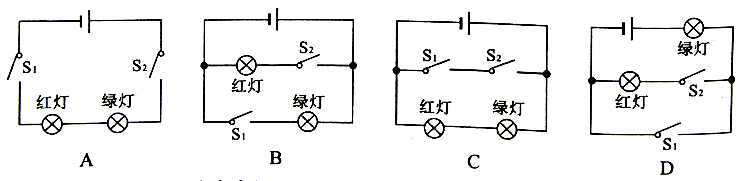 S₁ S₂ 红灯 绿灯
A
红灯 S₂ S₁ 绿灯
B
S₁ S₂ 红灯 绿灯
C
绿灯 红灯 S₂ S₁
D